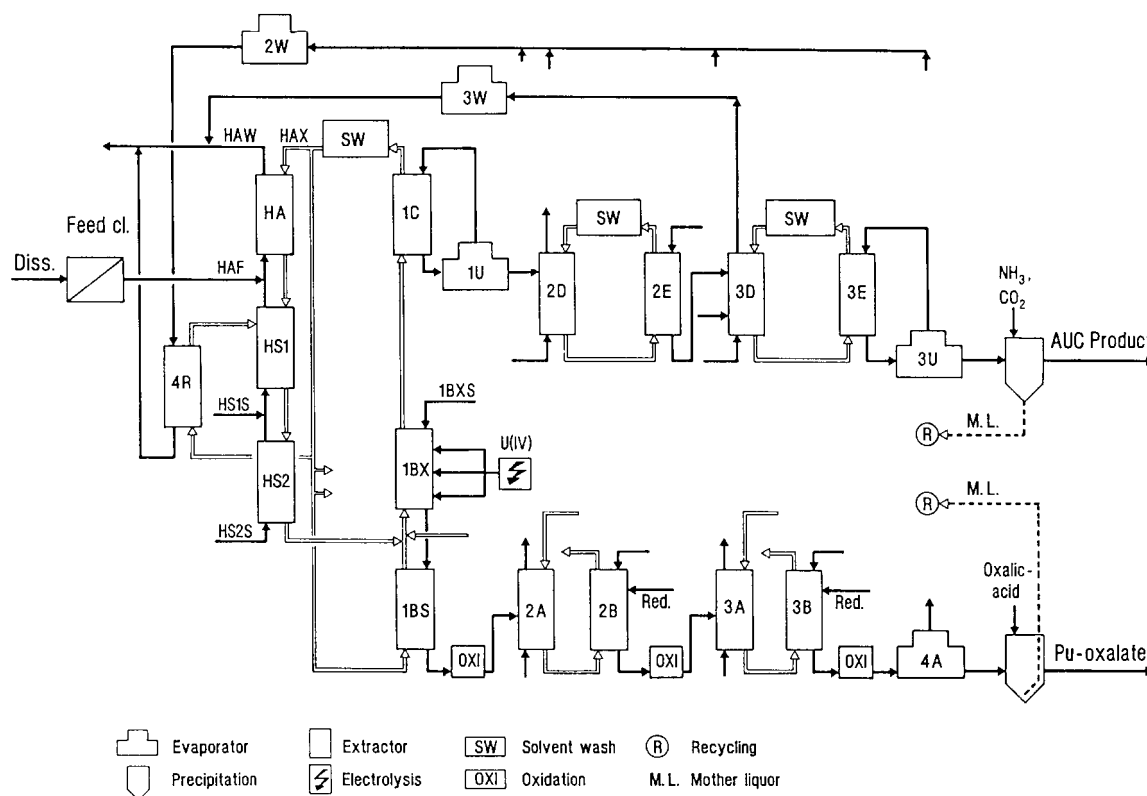 2W
3W
HAW
HAX
SW
Feed cl.
HA
1C
SW
SW
Diss.
HAF
1U
2D
2E
3D
3E
NH₃,
CO₂
HS1
3U
AUC Product
4R
HS1S
1BXS
M.L.
R
U(IV)
1BX
HS2
R
M.L.
HS2S
Oxalic-
acid
1BS
2A
2B
Red.
3A
3B
Red.
OXI
OXI
OXI
4A
Pu-oxalate
Evaporator
Extractor
SW Solvent wash
R Recycling
Precipitation
Electrolysis
OXI Oxidation
M.L. Mother liquor